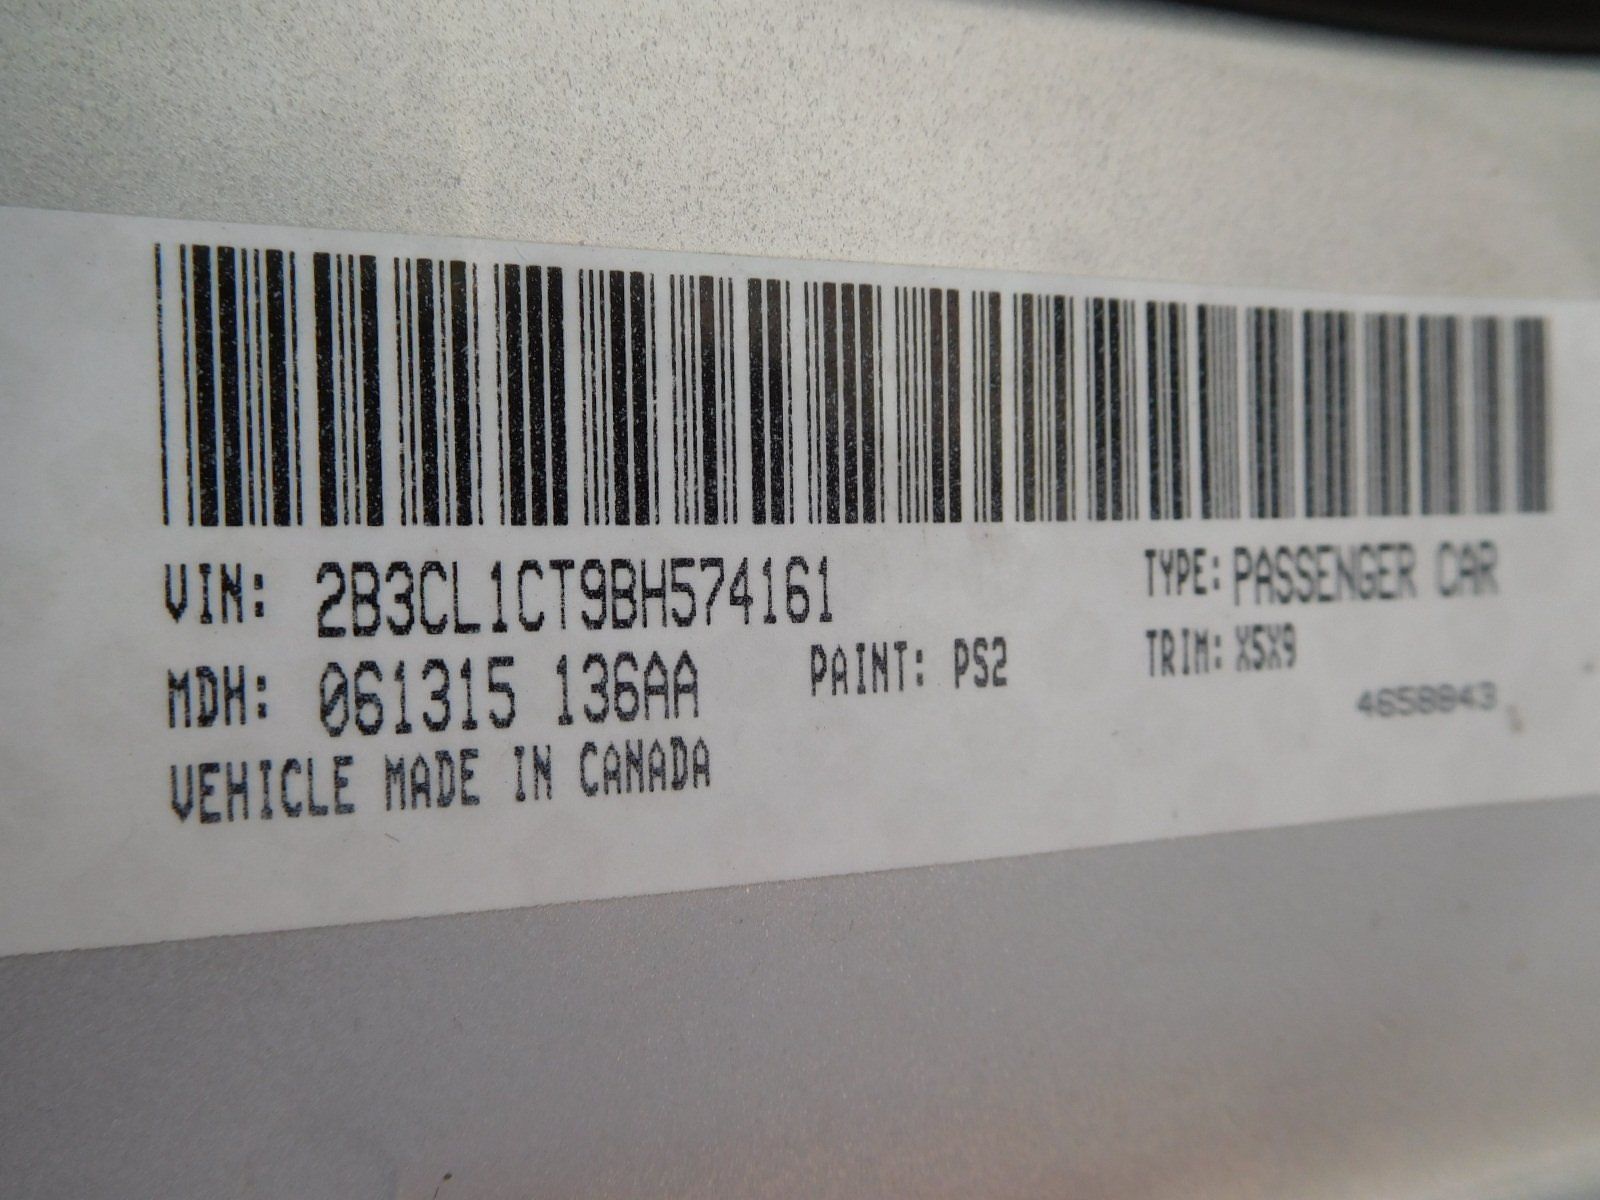 VIN: 2B3CL1CT9BH574161 TYPE: PASSENGER CAR
MDH: 061315 136AA PAINT: PS2 TRIM: X5X9
4658843
VEHICLE MADE IN CANADA